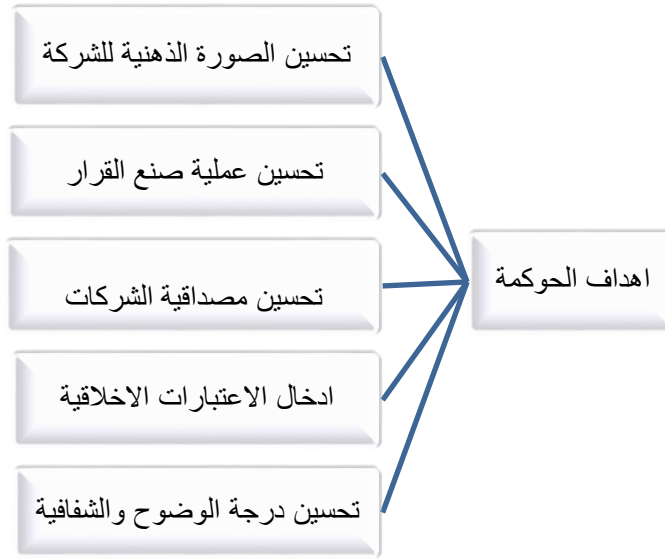 اهداف الحوكمة
تحسين الصورة الذهنية للشركة
تحسين عملية صنع القرار
تحسين مصداقية الشركات
ادخال الاعتبارات الاخلاقية
تحسين درجة الوضوح والشفافية